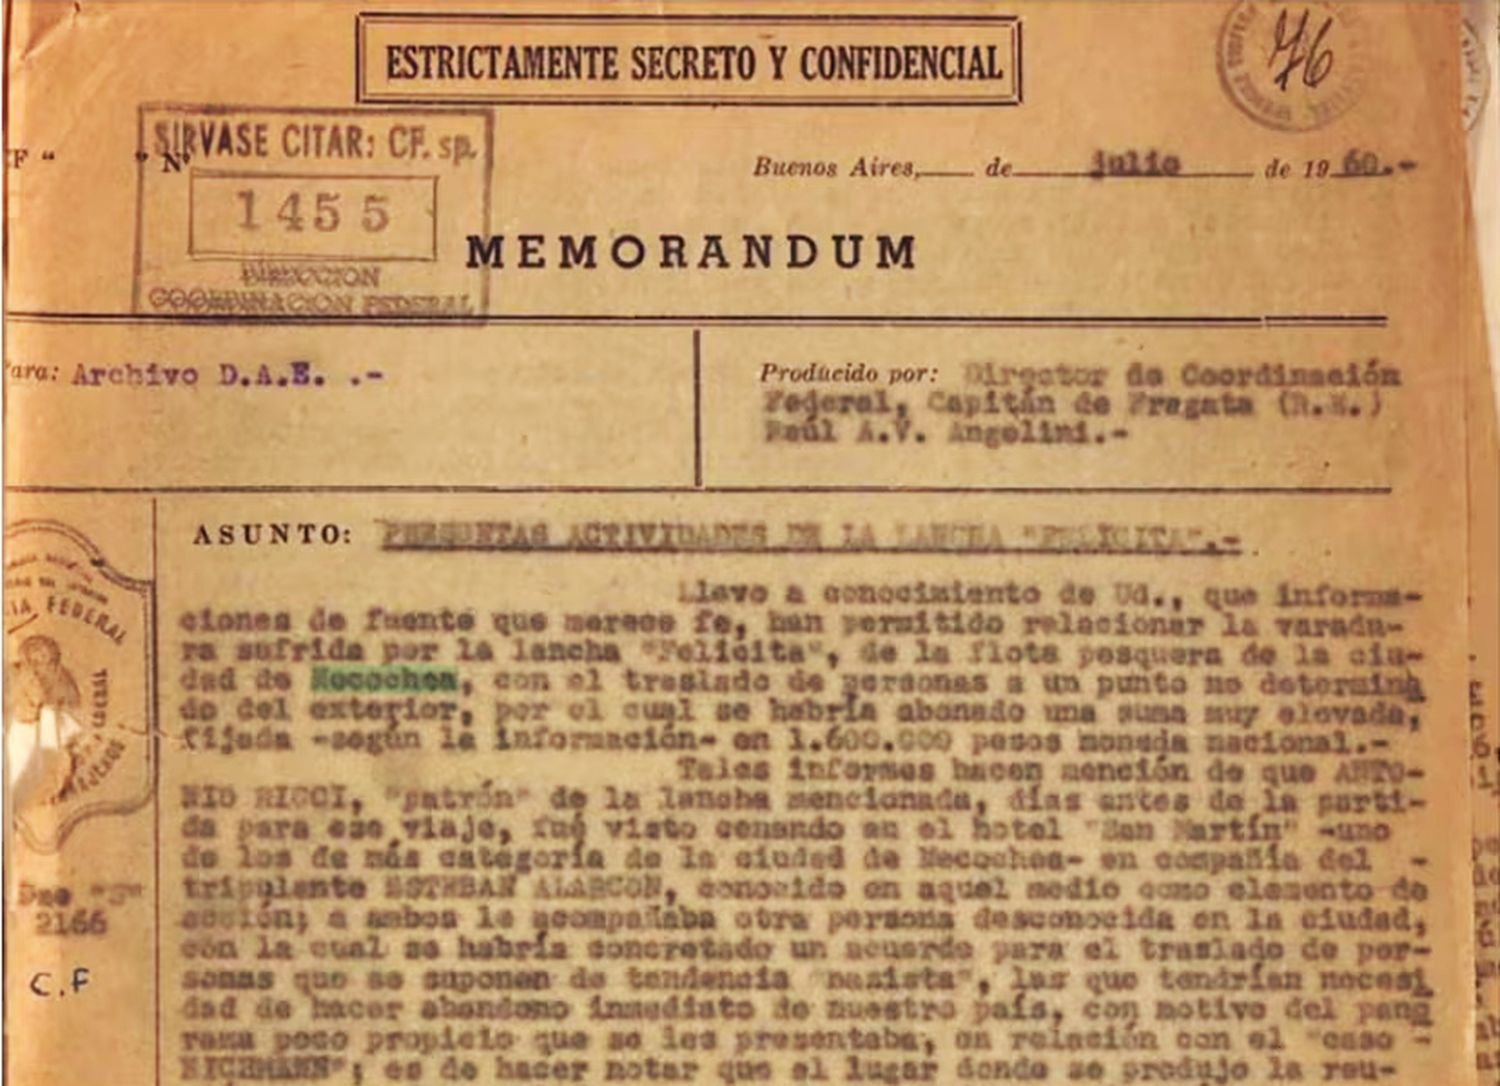 ESTRICTAMENTE SECRETO Y CONFIDENCIAL
76
SIRVASE CITAR: CF. sp.
F “ ” Nº
1455
DIRECCION
COORDINACION FEDERAL
Buenos Aires, de julio de 1960.-
MEMORANDUM
ara: Archivo D.A.E. .-
Producido por: Director de Coordinación
Federal, Capitán de Fragata (R.E.)
Raúl A.V. Angelini.-
ASUNTO: PRESUNTAS ACTIVIDADES DE LA LANCHA "FELICITA".-
Llevo a conocimiento de Ud., que informa-
ciones de fuente que merece fe, han permitido relacionar la varadu-
ra sufrida por la lancha "Felicita", de la flota pesquera de la ciu-
dad de Necochea, con el traslado de personas a un punto no determina
do del exterior, por el cual se habría abonado una suma muy elevada,
fijada -según la información- en 1.600.000 pesos moneda nacional.-
Tales informes hacen mención de que ANTO-
NIO RICCI, "patrón" de la lancha mencionada, días antes de la parti-
da para ese viaje, fué visto cenando en el hotel "San Martín" -uno
de los de más categoría de la ciudad de Necochea- en compañía del -
tripulante ESTEBAN ALARCON, conocido en aquel medio como elemento de
acción; a ambos le acompañaba otra persona desconocida en la ciudad,
con la cual se habría concretado un acuerdo para el traslado de per-
sonas que se suponen de tendencia "nazista", las que tendrían necesi
dad de hacer abandono inmediato de nuestro país, con motivo del pano
rama poco propicio que se les presentaba, en relación con el "caso -
EICHMANN"; es de hacer notar que el lugar donde se produjo la reu-
IA FEDERAL
"S"
2166
C.F